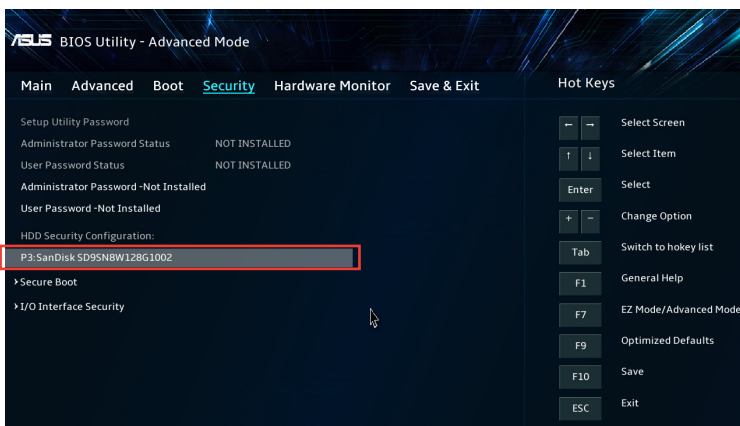 ASUS BIOS Utility - Advanced Mode
Main Advanced Boot Security Hardware Monitor Save & Exit
Setup Utility Password
Administrator Password Status NOT INSTALLED
User Password Status NOT INSTALLED
Administrator Password -Not Installed
User Password -Not Installed
HDD Security Configuration:
P3:SanDisk SD9SN8W128G1002
Secure Boot
I/O Interface Security
Hot Keys
← → Select Screen
↑ ↓ Select Item
Enter Select
+ − Change Option
Tab Switch to hokey list
F1 General Help
F7 EZ Mode/Advanced Mode
F9 Optimized Defaults
F10 Save
ESC Exit